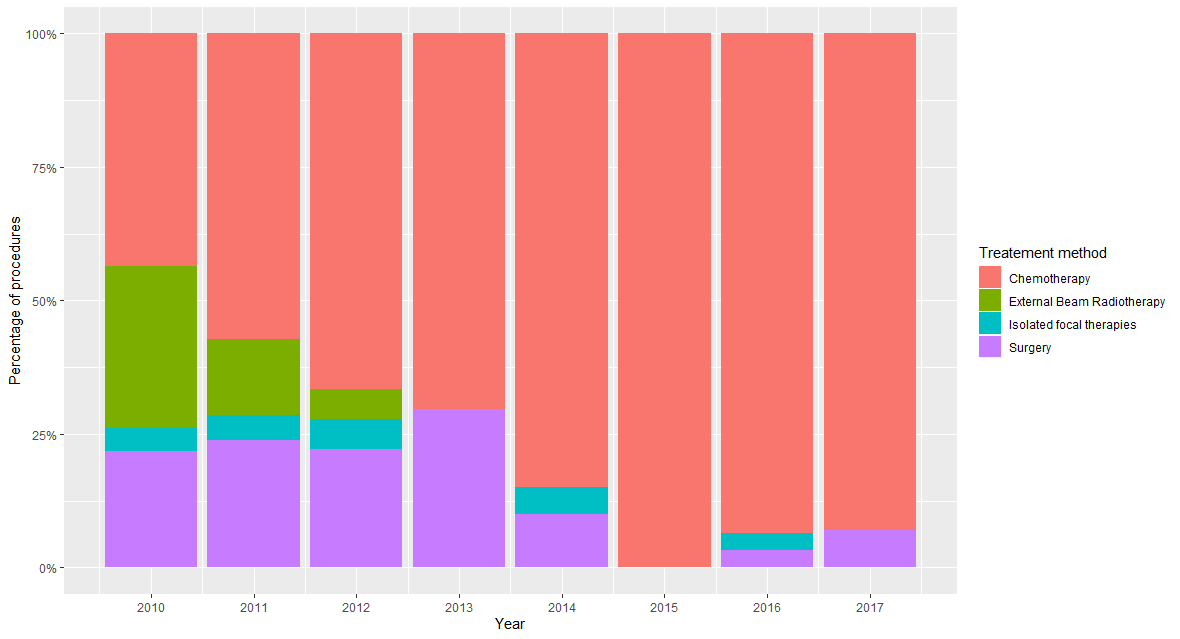 100%
75%
50%
25%
0%
Percentage of procedures
2010 2011 2012 2013 2014 2015 2016 2017
Year
Treatement method
Chemotherapy
External Beam Radiotherapy
Isolated focal therapies
Surgery